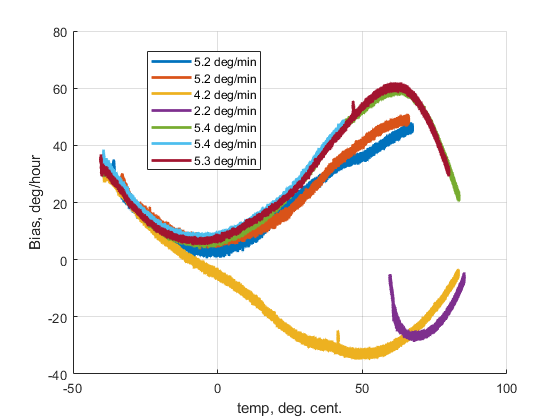 80
60
40
20
0
-20
-40
Bias, deg/hour
5.2 deg/min
5.2 deg/min
4.2 deg/min
2.2 deg/min
5.4 deg/min
5.4 deg/min
5.3 deg/min
-50 0 50 100
temp, deg. cent.